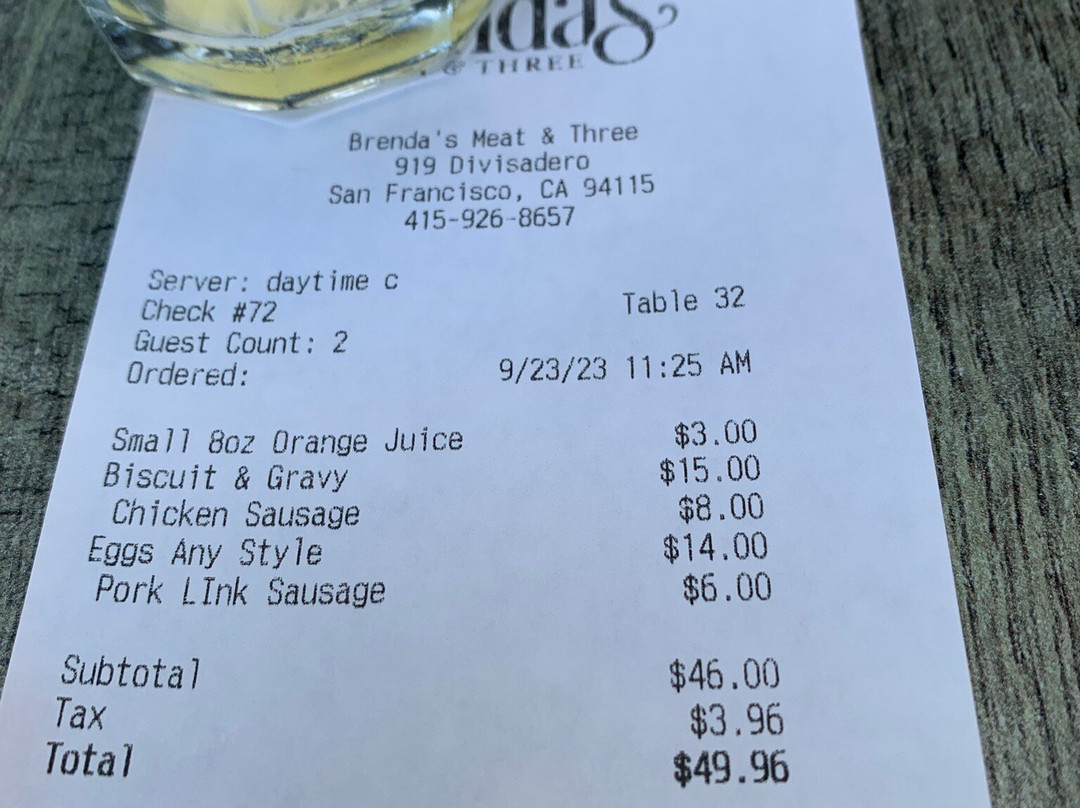 & THREE
Brenda's Meat & Three
919 Divisadero
San Francisco, CA 94115
415-926-8657
Server: daytime c
Check #72 Table 32
Guest Count: 2
Ordered: 9/23/23 11:25 AM
Small 8oz Orange Juice $3.00
Biscuit & Gravy $15.00
Chicken Sausage $8.00
Eggs Any Style $14.00
Pork LInk Sausage $6.00
Subtotal $46.00
Tax $3.96
Total $49.96